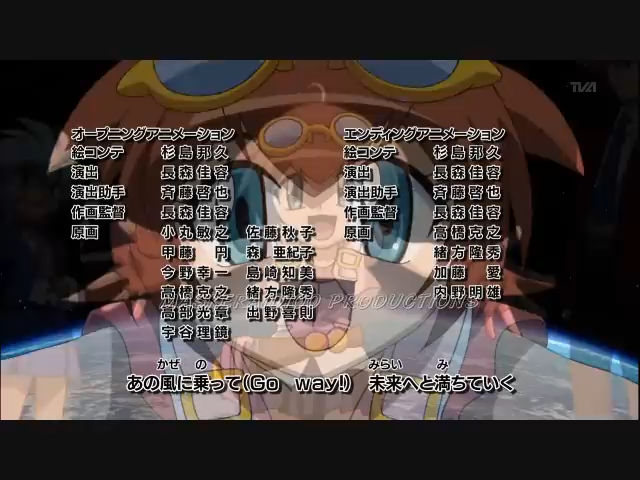 TVA
オープニングアニメーション
絵コンテ 杉島邦久
演出 長森佳容
演出助手 斉藤啓也
作画監督 長森佳容
原画 小丸敏之 佐藤秋子
甲藤 円 森 亜紀子
今野幸一 島崎知美
高橋克之 緒方隆秀
高部光章 出野喜則
宇谷理鏡
エンディングアニメーション
絵コンテ 杉島邦久
演出 長森佳容
演出助手 斉藤啓也
作画監督 長森佳容
原画 高橋克之
緒方隆秀
加藤 愛
内野明雄
PRODUCTIONS
かぜ の みらい み
あの風に乗って(Go way!) 未来へと満ちていく